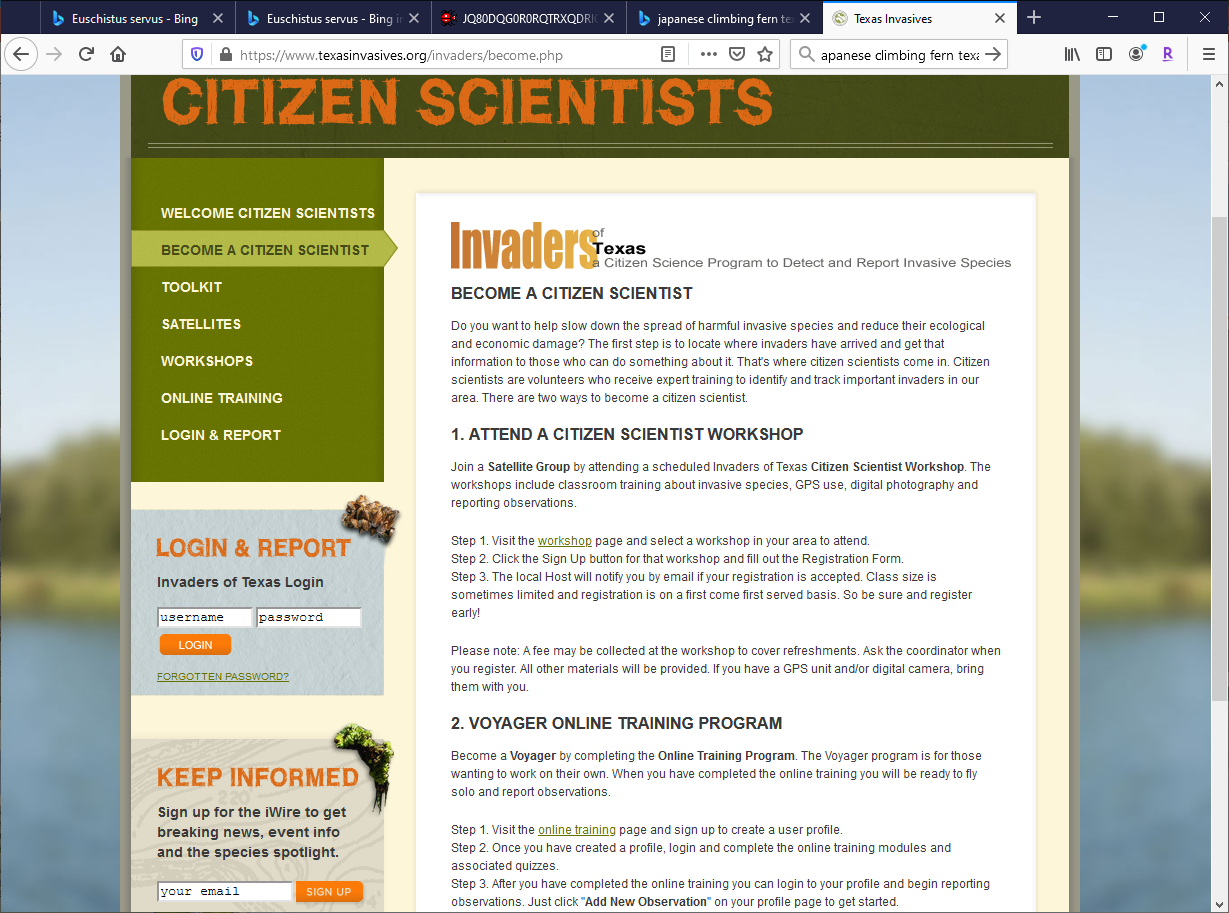 Euschistus servus - Bing
Euschistus servus - Bing i
JQ80DQG0R0RQTRXQDRI
japanese climbing fern te
Texas Invasives
https://www.texasinvasives.org/invaders/become.php
apanese climbing fern texa
CITIZEN SCIENTISTS
WELCOME CITIZEN SCIENTISTS
BECOME A CITIZEN SCIENTIST
TOOLKIT
SATELLITES
WORKSHOPS
ONLINE TRAINING
LOGIN & REPORT
LOGIN & REPORT
Invaders of Texas Login
username password
LOGIN
FORGOTTEN PASSWORD?
KEEP INFORMED
Sign up for the iWire to get
breaking news, event info
and the species spotlight.
your email SIGN UP
Invaders of
Texas
a Citizen Science Program to Detect and Report Invasive Species
BECOME A CITIZEN SCIENTIST
Do you want to help slow down the spread of harmful invasive species and reduce their ecological
and economic damage? The first step is to locate where invaders have arrived and get that
information to those who can do something about it. That's where citizen scientists come in. Citizen
scientists are volunteers who receive expert training to identify and track important invaders in our
area. There are two ways to become a citizen scientist.
1. ATTEND A CITIZEN SCIENTIST WORKSHOP
Join a Satellite Group by attending a scheduled Invaders of Texas Citizen Scientist Workshop. The
workshops include classroom training about invasive species, GPS use, digital photography and
reporting observations.
Step 1. Visit the workshop page and select a workshop in your area to attend.
Step 2. Click the Sign Up button for that workshop and fill out the Registration Form.
Step 3. The local Host will notify you by email if your registration is accepted. Class size is
sometimes limited and registration is on a first come first served basis. So be sure and register
early!
Please note: A fee may be collected at the workshop to cover refreshments. Ask the coordinator when
you register. All other materials will be provided. If you have a GPS unit and/or digital camera, bring
them with you.
2. VOYAGER ONLINE TRAINING PROGRAM
Become a Voyager by completing the Online Training Program. The Voyager program is for those
wanting to work on their own. When you have completed the online training you will be ready to fly
solo and report observations.
Step 1. Visit the online training page and sign up to create a user profile.
Step 2. Once you have created a profile, login and complete the online training modules and
associated quizzes.
Step 3. After you have completed the online training you can login to your profile and begin reporting
observations. Just click "Add New Observation" on your profile page to get started.